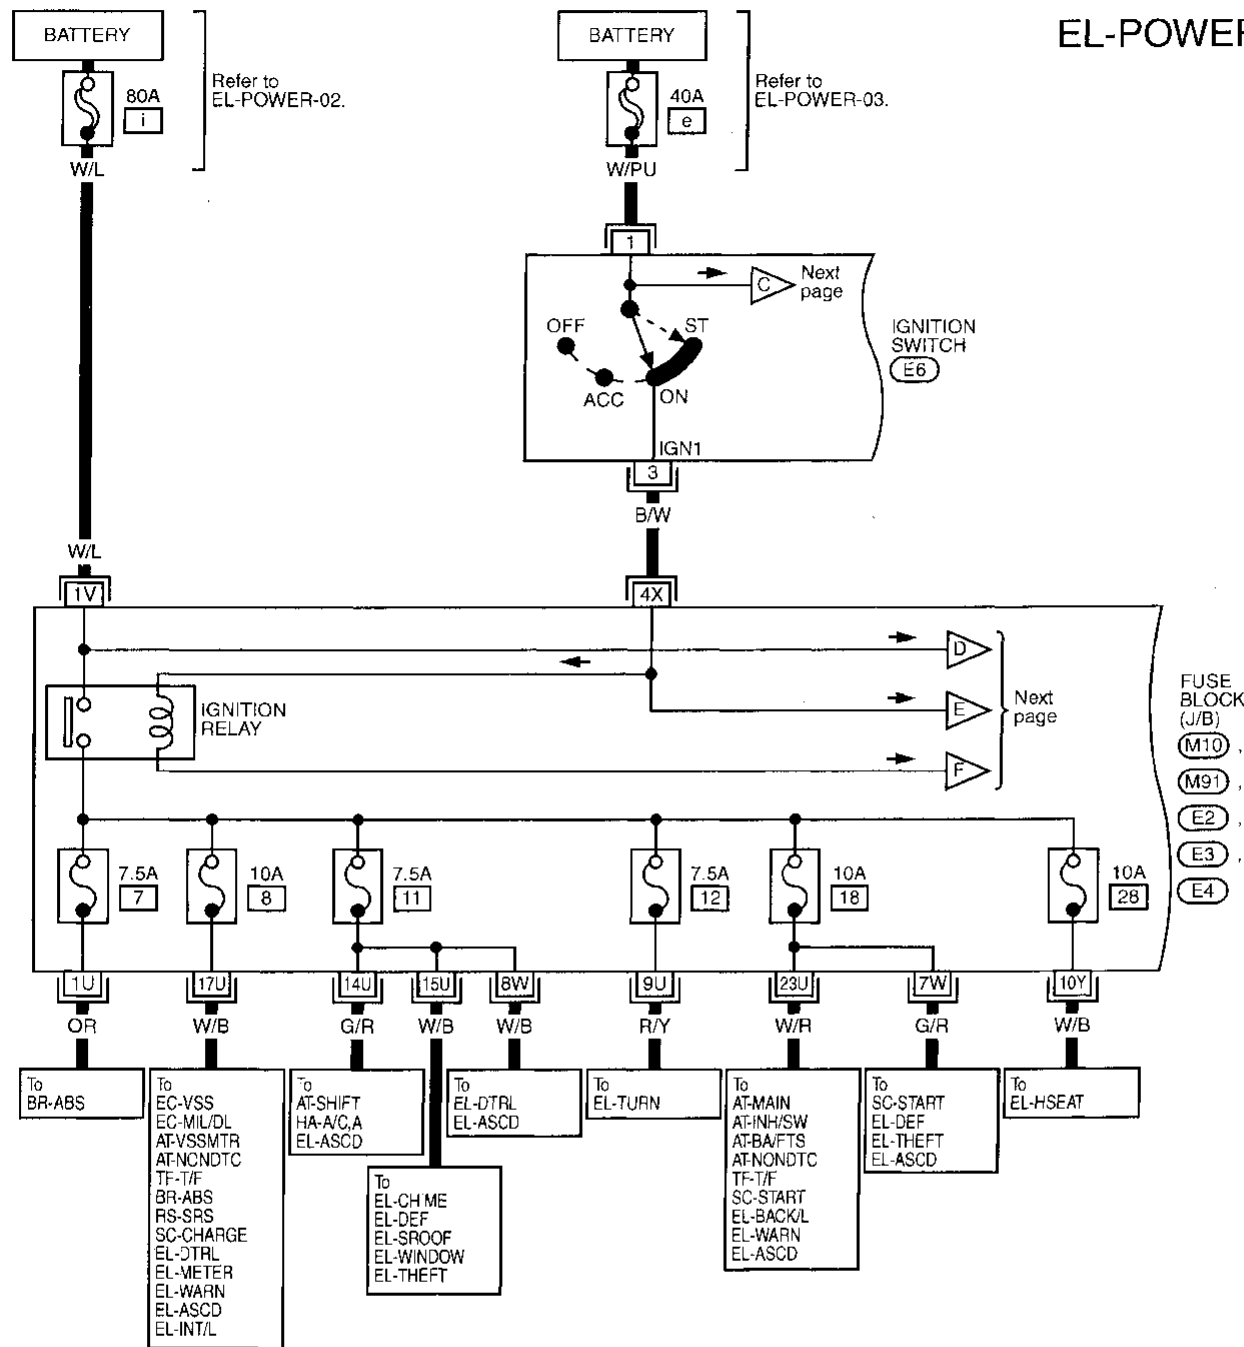 EL-POWER
BATTERY
80A
i
Refer to
EL-POWER-02.
W/L
BATTERY
40A
e
Refer to
EL-POWER-03.
W/PU
1
C
Next
page
OFF
ST
ACC
ON
IGN1
IGNITION
SWITCH
E6
3
B/W
W/L
1V
4X
D
E
F
Next
page
IGNITION
RELAY
FUSE
BLOCK
(J/B)
M10 ,
M91 ,
E2 ,
E3 ,
E4
7.5A
7
10A
8
7.5A
11
7.5A
12
10A
18
10A
28
1U
17U
14U
15U
8W
9U
23U
7W
10Y
OR
W/B
G/R
W/B
W/B
R/Y
W/R
G/R
W/B
To
BR-ABS
To
EC-VSS
EC-MIL/DL
AT-VSSMTR
AT-NONDTC
TF-T/F
BR-ABS
RS-SRS
SC-CHARGE
EL-DTRL
EL-METER
EL-WARN
EL-ASCD
EL-INT/L
To
AT-SHIFT
HA-A/C,A
EL-ASCD
To
EL-CHIME
EL-DEF
EL-SROOF
EL-WINDOW
EL-THEFT
To
EL-DTRL
EL-ASCD
To
EL-TURN
To
AT-MAIN
AT-INH/SW
AT-BA/FTS
AT-NONDTC
TF-T/F
SC-START
EL-BACK/L
EL-WARN
EL-ASCD
To
SC-START
EL-DEF
EL-THEFT
EL-ASCD
To
EL-HSEAT